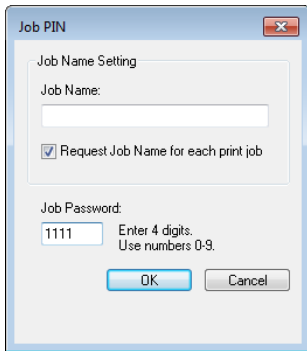 Job PIN
Job Name Setting
Job Name:
Request Job Name for each print job
Job Password:
1111
Enter 4 digits.
Use numbers 0-9.
OK
Cancel